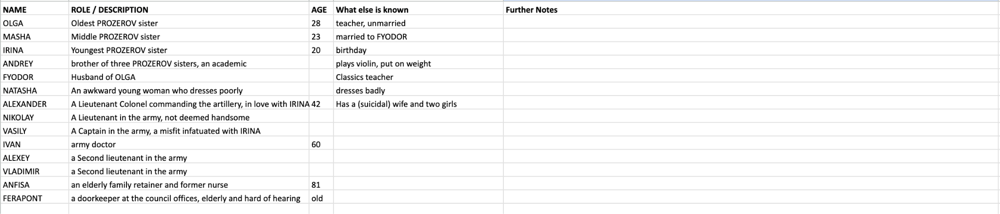 NAME ROLE / DESCRIPTION AGE What else is known Further Notes
OLGA Oldest PROZEROV sister 28 teacher, unmarried
MASHA Middle PROZEROV sister 23 married to FYODOR
IRINA Youngest PROZEROV sister 20 birthday
ANDREY brother of three PROZEROV sisters, an academic plays violin, put on weight
FYODOR Husband of OLGA Classics teacher
NATASHA An awkward young woman who dresses poorly dresses badly
ALEXANDER A Lieutenant Colonel commanding the artillery, in love with IRINA 42 Has a (suicidal) wife and two girls
NIKOLAY A Lieutenant in the army, not deemed handsome
VASILY A Captain in the army, a misfit infatuated with IRINA
IVAN army doctor 60
ALEXEY a Second lieutenant in the army
VLADIMIR a Second lieutenant in the army
ANFISA an elderly family retainer and former nurse 81
FERAPONT a doorkeeper at the council offices, elderly and hard of hearing old